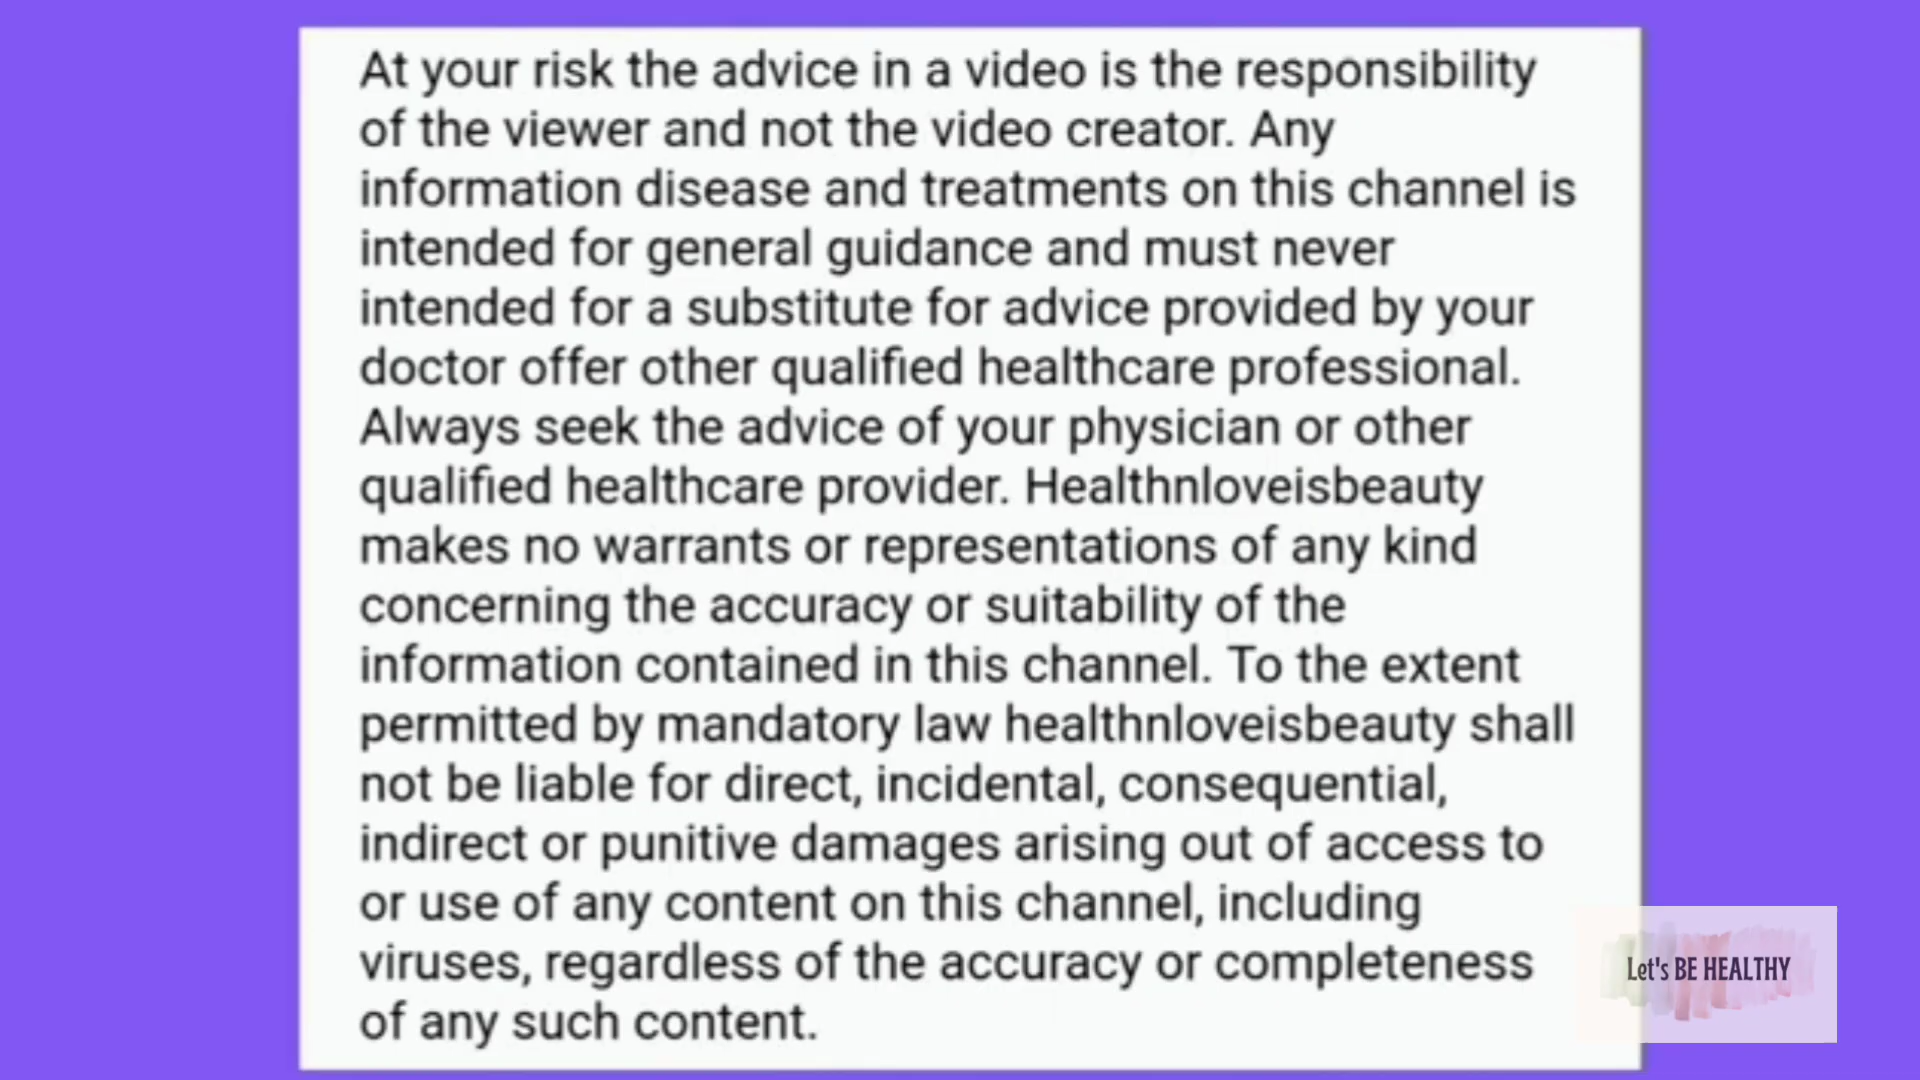 At your risk the advice in a video is the responsibility
of the viewer and not the video creator. Any
information disease and treatments on this channel is
intended for general guidance and must never
intended for a substitute for advice provided by your
doctor offer other qualified healthcare professional.
Always seek the advice of your physician or other
qualified healthcare provider. Healthnloveisbeauty
makes no warrants or representations of any kind
concerning the accuracy or suitability of the
information contained in this channel. To the extent
permitted by mandatory law healthnloveisbeauty shall
not be liable for direct, incidental, consequential,
indirect or punitive damages arising out of access to
or use of any content on this channel, including
viruses, regardless of the accuracy or completeness
of any such content.
Let's BE HEALTHY